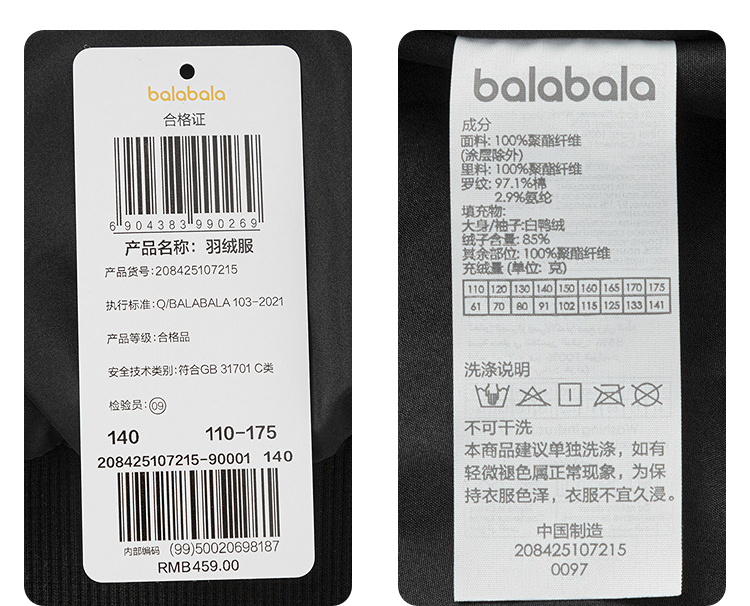 balabala
合格证
6 904383 990269
产品名称：羽绒服
产品货号:208425107215
执行标准:Q/BALABALA 103-2021
产品等级:合格品
安全技术类别:符合GB 31701 C类
检验员:09
140 110-175
208425107215-90001 140
内部编码 (99)50020698187
RMB459.00
balabala
成分
面料: 100%聚酯纤维
(涂层除外)
里料: 100%聚酯纤维
罗纹: 97.1%棉
2.9%氨纶
填充物:
大身/袖子:白鸭绒
绒子含量: 85%
其余部位: 100%聚酯纤维
充绒量 (单位: 克)
110 120 130 140 150 160 165 170 175
61 70 80 91 102 115 125 133 141
洗涤说明
不可干洗
本商品建议单独洗涤，如有
轻微褪色属正常现象，为保
持衣服色泽，衣服不宜久浸。
中国制造
208425107215
0097